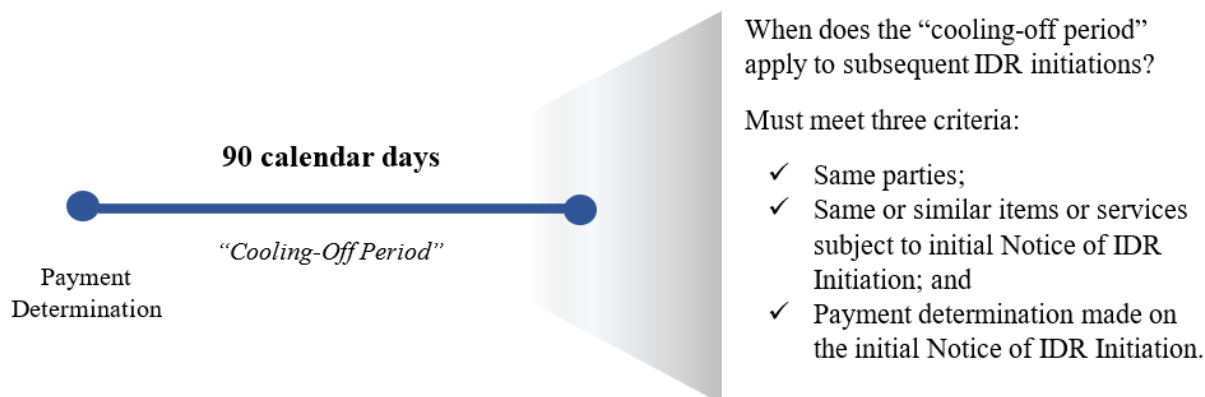 90 calendar days
“Cooling-Off Period”
Payment
Determination
When does the “cooling-off period”
apply to subsequent IDR initiations?
Must meet three criteria:
✓ Same parties;
✓ Same or similar items or services
subject to initial Notice of IDR
Initiation; and
✓ Payment determination made on
the initial Notice of IDR Initiation.